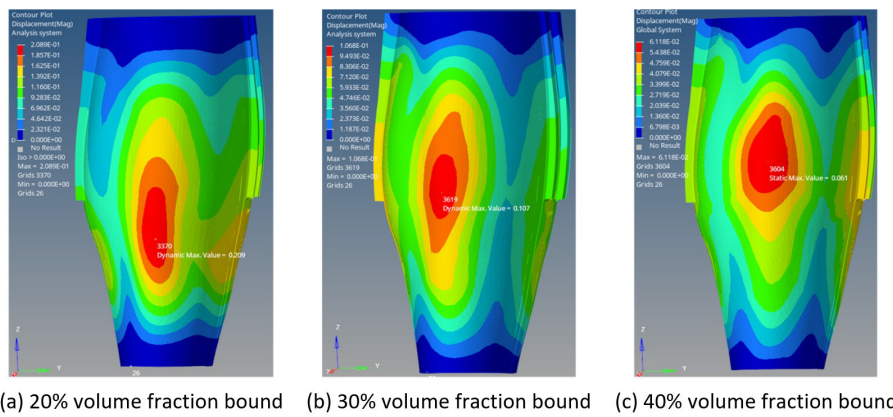 Contour Plot
Displacement(Mag)
Analysis system
2.089E-01
1.857E-01
1.625E-01
1.392E-01
1.160E-01
9.283E-02
6.962E-02
4.642E-02
2.321E-02
0.000E+00
No Result
Iso > 0.000E+00
Max = 2.089E-01
Grids 3370
Min = 0.000E+00
Grids 26
3370
Dynamic Max. Value = 0.209
Z
Y
26
Contour Plot
Displacement(Mag)
Analysis system
1.068E-01
9.493E-02
8.306E-02
7.120E-02
5.933E-02
4.746E-02
3.560E-02
2.373E-02
1.187E-02
0.000E+00
No Result
Max = 1.068E-0
Grids 3619
Min = 0.000E+00
Grids 26
3619
Dynamic Max. Value = 0.107
Z
Y
Contour Plot
Displacement(Mag)
Global System
6.118E-02
5.438E-02
4.759E-02
4.079E-02
3.399E-02
2.719E-02
2.039E-02
1.360E-02
6.798E-03
0.000E+00
No Result
Max = 6.118E-02
Grids 3604
Min = 0.000E+00
Grids 26
3604
Static Max. Value = 0.061
Z
Y
(a) 20% volume fraction bound
(b) 30% volume fraction bound
(c) 40% volume fraction boun